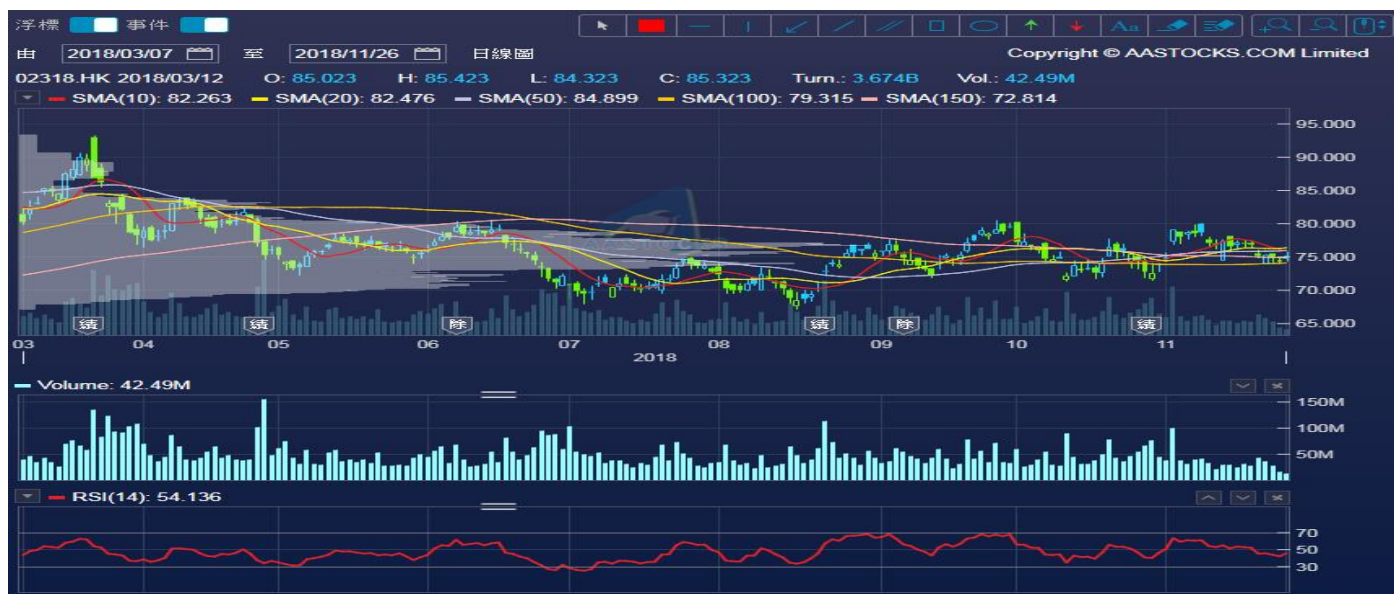 浮標 事件 Aa
由 2018/03/07 至 2018/11/26 日線圖 Copyright © AASTOCKS.COM Limited
02318.HK 2018/03/12 O: 85.023 H: 85.423 L: 84.323 C: 85.323 Turn.: 3.674B Vol.: 42.49M
SMA(10): 82.263 SMA(20): 82.476 SMA(50): 84.899 SMA(100): 79.315 SMA(150): 72.814
95.000
90.000
85.000
80.000
75.000
70.000
65.000
績 績 除 績 除 績
03 04 05 06 07 08 09 10 11
2018
Volume: 42.49M
150M
100M
50M
RSI(14): 54.136
70
50
30